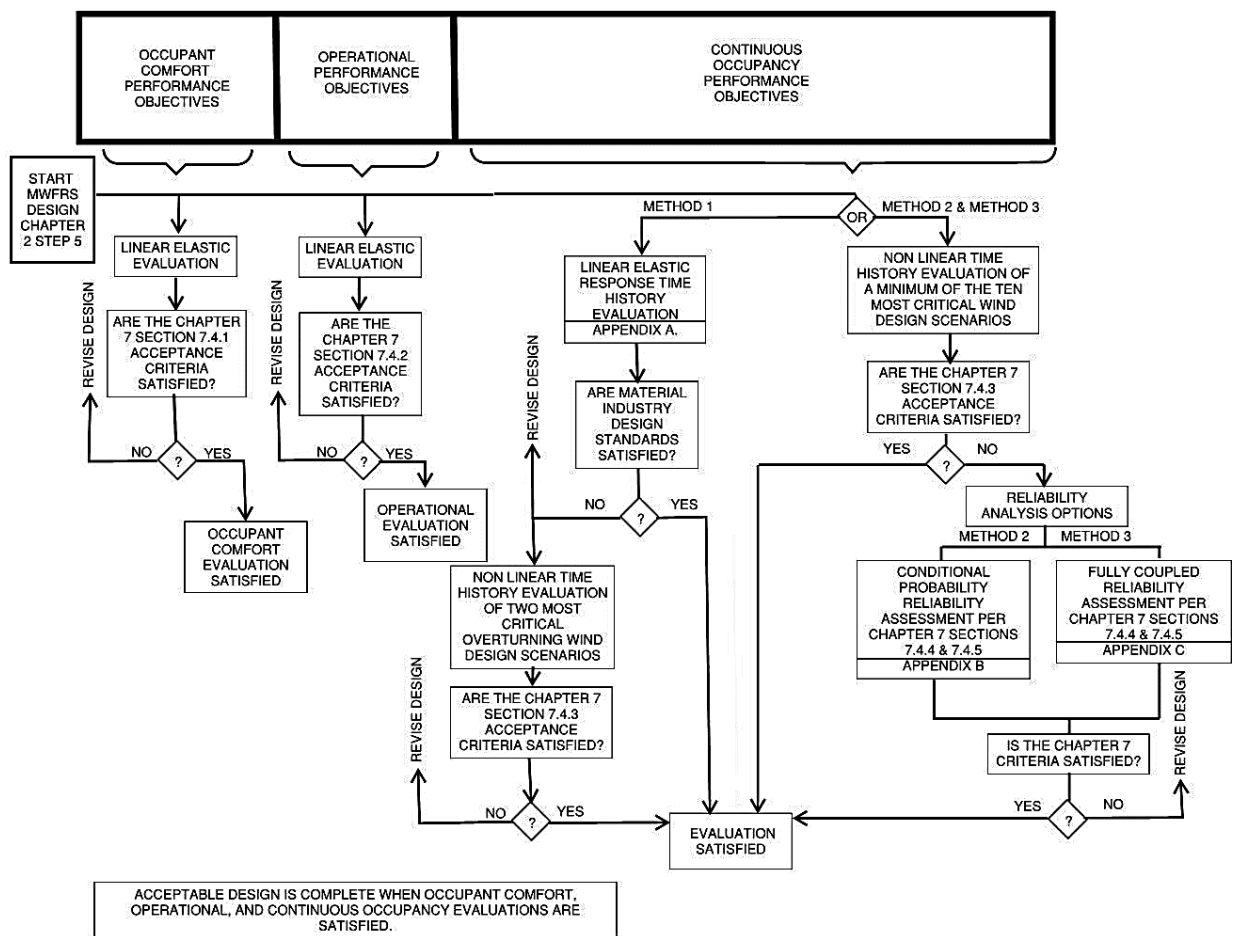 OCCUPANT
COMFORT
PERFORMANCE
OBJECTIVES
OPERATIONAL
PERFORMANCE
OBJECTIVES
CONTINUOUS
OCCUPANCY
PERFORMANCE
OBJECTIVES
START
MWFRS
DESIGN
CHAPTER
2 STEP 5
LINEAR ELASTIC
EVALUATION
REVISE DESIGN
ARE THE CHAPTER
7 SECTION 7.4.1
ACCEPTANCE
CRITERIA
SATISFIED?
NO
?
YES
OCCUPANT
COMFORT
EVALUATION
SATISFIED
LINEAR ELASTIC
EVALUATION
REVISE DESIGN
ARE THE
CHAPTER 7
SECTION 7.4.2
ACCEPTANCE
CRITERIA
SATISFIED?
NO
?
YES
OPERATIONAL
EVALUATION
SATISFIED
METHOD 1
OR
METHOD 2 & METHOD 3
LINEAR ELASTIC
RESPONSE TIME
HISTORY
EVALUATION
APPENDIX A.
REVISE DESIGN
ARE MATERIAL
INDUSTRY
DESIGN
STANDARDS
SATISFIED?
NO
?
YES
NON LINEAR TIME
HISTORY EVALUATION
OF TWO MOST
CRITICAL
OVERTURNING WIND
DESIGN SCENARIOS
REVISE DESIGN
ARE THE CHAPTER 7
SECTION 7.4.3
ACCEPTANCE
CRITERIA SATISFIED?
NO
?
YES
NON LINEAR TIME
HISTORY EVALUATION OF
A MINIMUM OF THE TEN
MOST CRITICAL WIND
DESIGN SCENARIOS
ARE THE CHAPTER 7
SECTION 7.4.3
ACCEPTANCE
CRITERIA SATISFIED?
YES
?
NO
RELIABILITY
ANALYSIS OPTIONS
METHOD 2
METHOD 3
CONDITIONAL
PROBABILITY
RELIABILITY
ASSESSMENT PER
CHAPTER 7 SECTIONS
7.4.4 & 7.4.5
APPENDIX B
FULLY COUPLED
RELIABILITY
ASSESSMENT PER
CHAPTER 7 SECTIONS
7.4.4 & 7.4.5
APPENDIX C
IS THE CHAPTER 7
CRITERIA SATISFIED?
REVISE DESIGN
YES
?
NO
EVALUATION
SATISFIED
ACCEPTABLE DESIGN IS COMPLETE WHEN OCCUPANT COMFORT,
OPERATIONAL, AND CONTINUOUS OCCUPANCY EVALUATIONS ARE
SATISFIED.